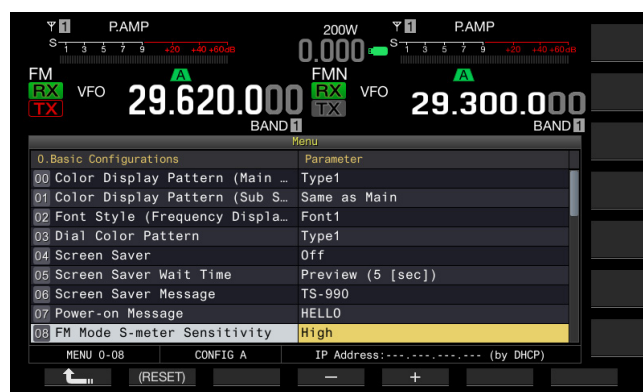 1 P.AMP 200W 1 P.AMP
S 1 3 5 7 9 +20 +40 +60dB 0.000 S 1 3 5 7 9 +20 +40 +60dB
FM A FMN A
RX TX VFO 29.620.000 RX TX VFO 29.300.000
BAND 1 BAND 1
Menu
0.Basic Configurations Parameter
00 Color Display Pattern (Main … Type1
01 Color Display Pattern (Sub S… Same as Main
02 Font Style (Frequency Displa… Font1
03 Dial Color Pattern Type1
04 Screen Saver Off
05 Screen Saver Wait Time Preview (5 [sec])
06 Screen Saver Message TS-990
07 Power-on Message HELLO
08 FM Mode S-meter Sensitivity High
MENU 0-08 CONFIG A IP Address:---.---.---.--- (by DHCP)
(RESET) − +